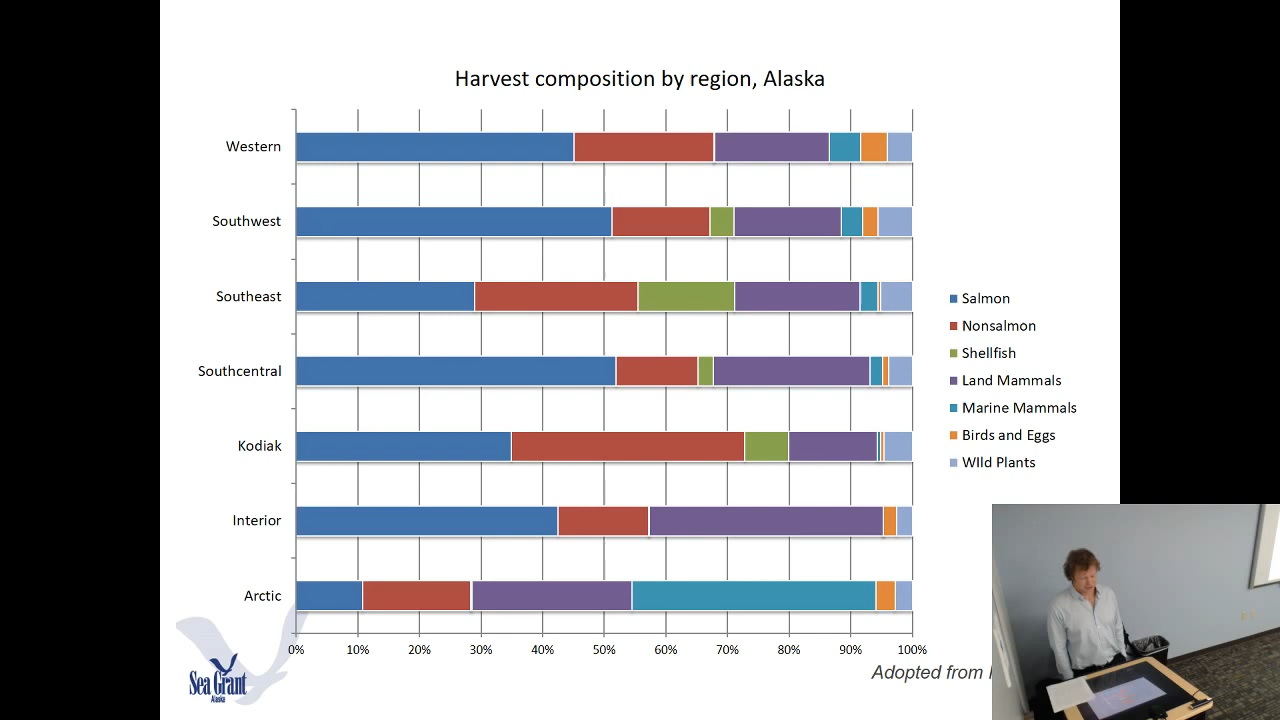 Harvest composition by region, Alaska
Western
Southwest
Southeast
Southcentral
Kodiak
Interior
Arctic
0% 10% 20% 30% 40% 50% 60% 70% 80% 90% 100%
Salmon
Nonsalmon
Shellfish
Land Mammals
Marine Mammals
Birds and Eggs
WIld Plants
Adopted from
Sea Grant
Alaska